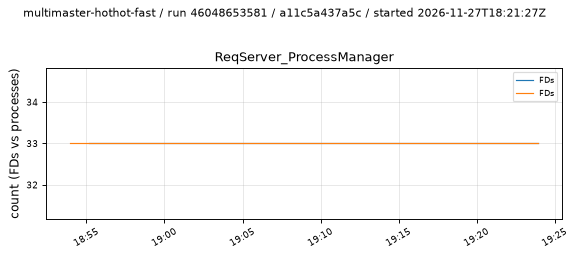 multimaster-hothot-fast / run 46048653581 / a11c5a437a5c / started 2026-11-27T18:21:27Z
ReqServer_ProcessManager
count (FDs vs processes)
34
33
32
FDs
FDs
18:55
19:00
19:05
19:10
19:15
19:20
19:25